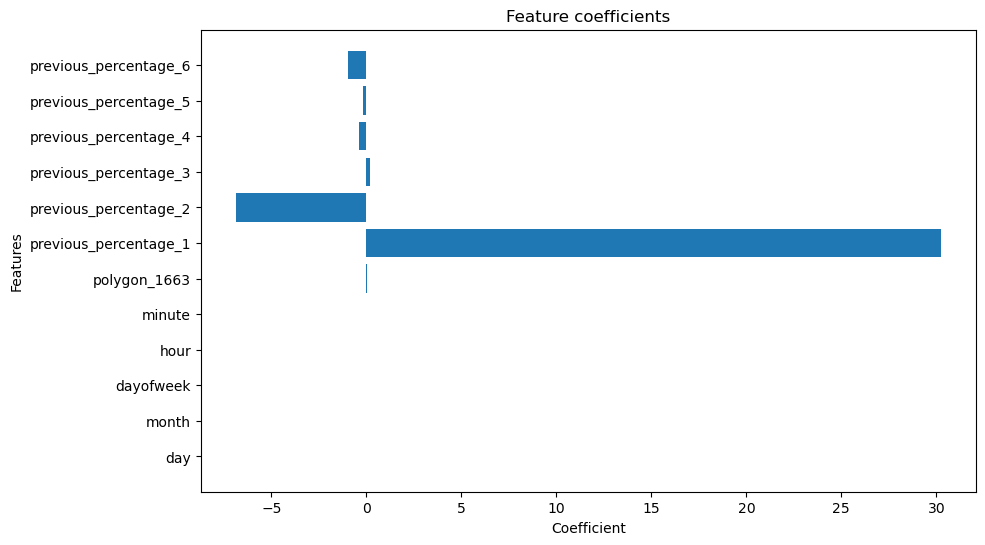 Feature coefficients
previous_percentage_6
previous_percentage_5
previous_percentage_4
previous_percentage_3
previous_percentage_2
previous_percentage_1
polygon_1663
minute
hour
dayofweek
month
day
Features
−5 0 5 10 15 20 25 30
Coefficient